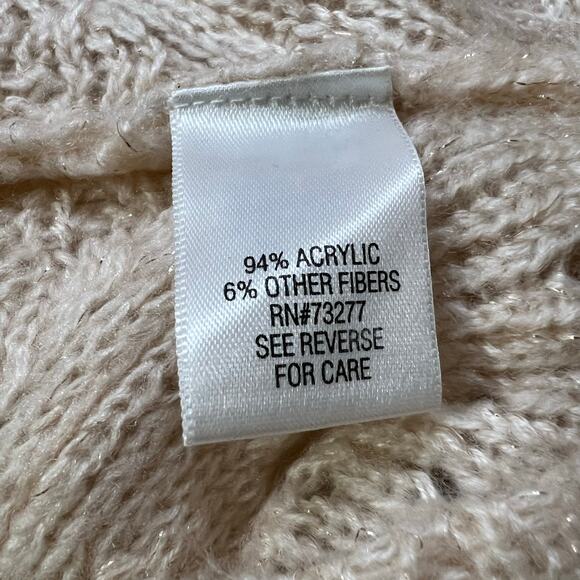 94% ACRYLIC
6% OTHER FIBERS
RN#73277
SEE REVERSE
FOR CARE